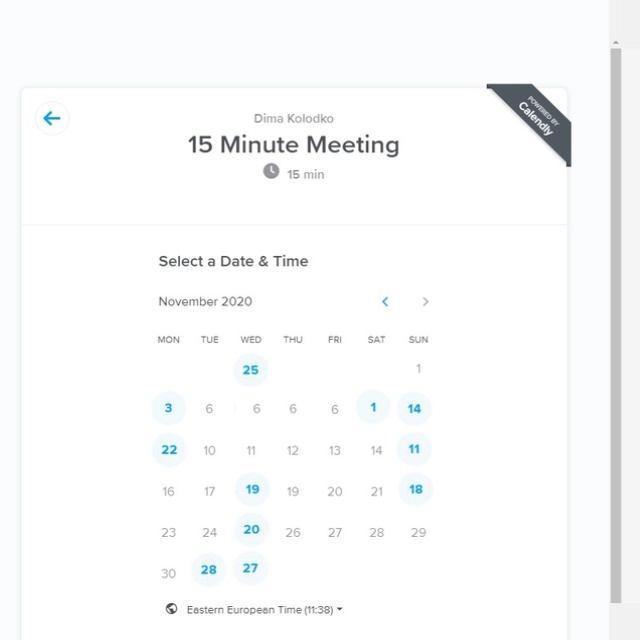 POWERED BY
Calendly
Dima Kolodko
15 Minute Meeting
15 min
Select a Date & Time
November 2020
MON TUE WED THU FRI SAT SUN
25 1
3 6 6 6 6 1 14
22 10 11 12 13 14 11
16 17 19 19 20 21 18
23 24 20 26 27 28 29
30 28 27
Eastern European Time (11:38)